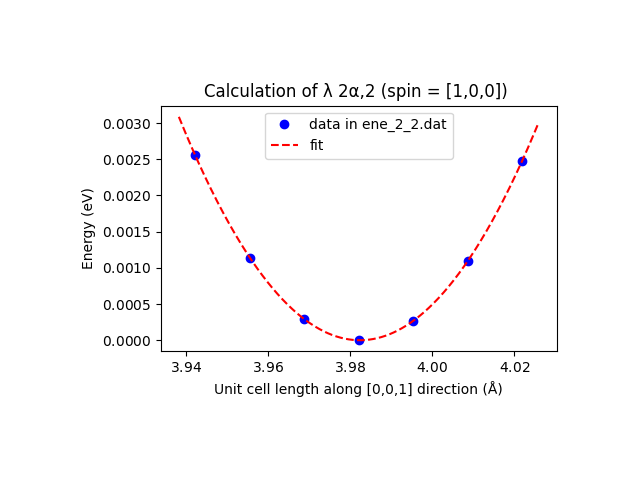 Calculation of λ 2α,2 (spin = [1,0,0])
data in ene_2_2.dat
fit
0.0030
0.0025
0.0020
0.0015
0.0010
0.0005
0.0000
Energy (eV)
3.94 3.96 3.98 4.00 4.02
Unit cell length along [0,0,1] direction (Å)